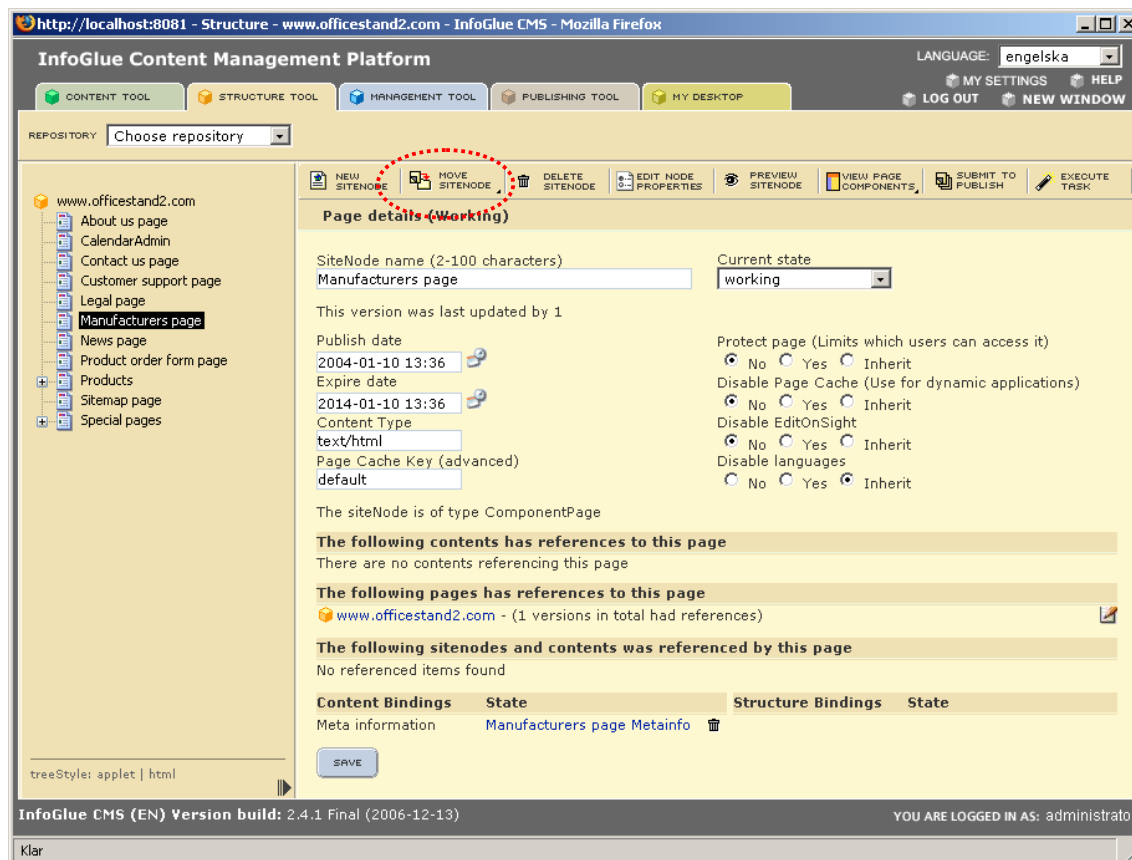 http://localhost:8081 - Structure - www.officestand2.com - InfoGlue CMS - Mozilla Firefox
InfoGlue Content Management Platform
LANGUAGE: engelska
MY SETTINGS HELP
LOG OUT NEW WINDOW
CONTENT TOOL STRUCTURE TOOL MANAGEMENT TOOL PUBLISHING TOOL MY DESKTOP
REPOSITORY Choose repository
NEW SITENODE MOVE SITENODE DELETE SITENODE EDIT NODE PROPERTIES PREVIEW SITENODE VIEW PAGE COMPONENTS SUBMIT TO PUBLISH EXECUTE TASK
www.officestand2.com
About us page
CalendarAdmin
Contact us page
Customer support page
Legal page
Manufacturers page
News page
Product order form page
Products
Sitemap page
Special pages
treeStyle: applet | html
Page details (Working)
SiteNode name (2-100 characters)
Manufacturers page
Current state
working
This version was last updated by 1
Publish date
2004-01-10 13:36
Expire date
2014-01-10 13:36
Content Type
text/html
Page Cache Key (advanced)
default
Protect page (Limits which users can access it)
No Yes Inherit
Disable Page Cache (Use for dynamic applications)
No Yes Inherit
Disable EditOnSight
No Yes Inherit
Disable languages
No Yes Inherit
The siteNode is of type ComponentPage
The following contents has references to this page
There are no contents referencing this page
The following pages has references to this page
www.officestand2.com - (1 versions in total had references)
The following sitenodes and contents was referenced by this page
No referenced items found
Content Bindings State Structure Bindings State
Meta information Manufacturers page Metainfo
SAVE
InfoGlue CMS (EN) Version build: 2.4.1 Final (2006-12-13)
YOU ARE LOGGED IN AS: administrato
Klar